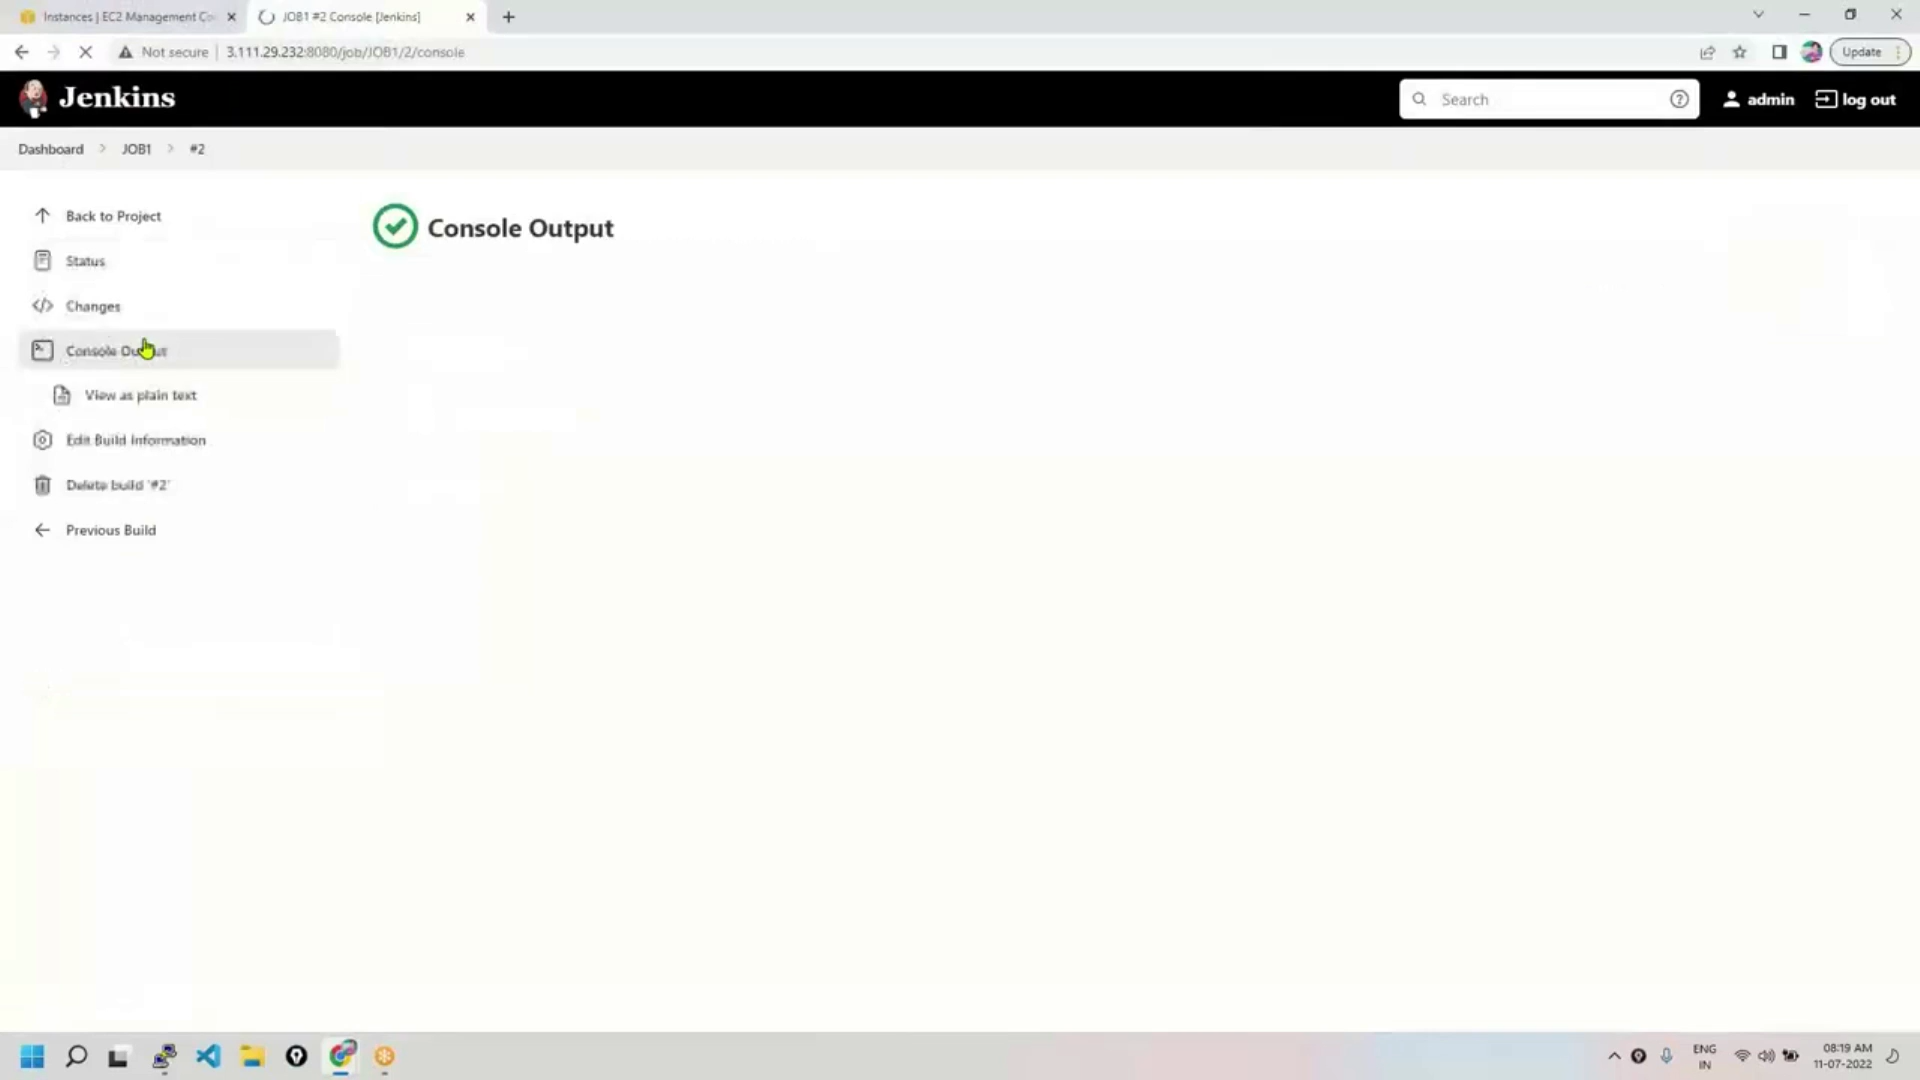 Instances | EC2 Management Co
JOB1 #2 Console [Jenkins]
Not secure
3.111.29.232:8080/job/JOB1/2/console
Update
Jenkins
Search
admin
log out
Dashboard
JOB1
#2
Back to Project
Console Output
Status
Changes
Console Output
View as plain text
Edit Build Information
Delete build '#2'
Previous Build
ENG
IN
08:19 AM
11-07-2022